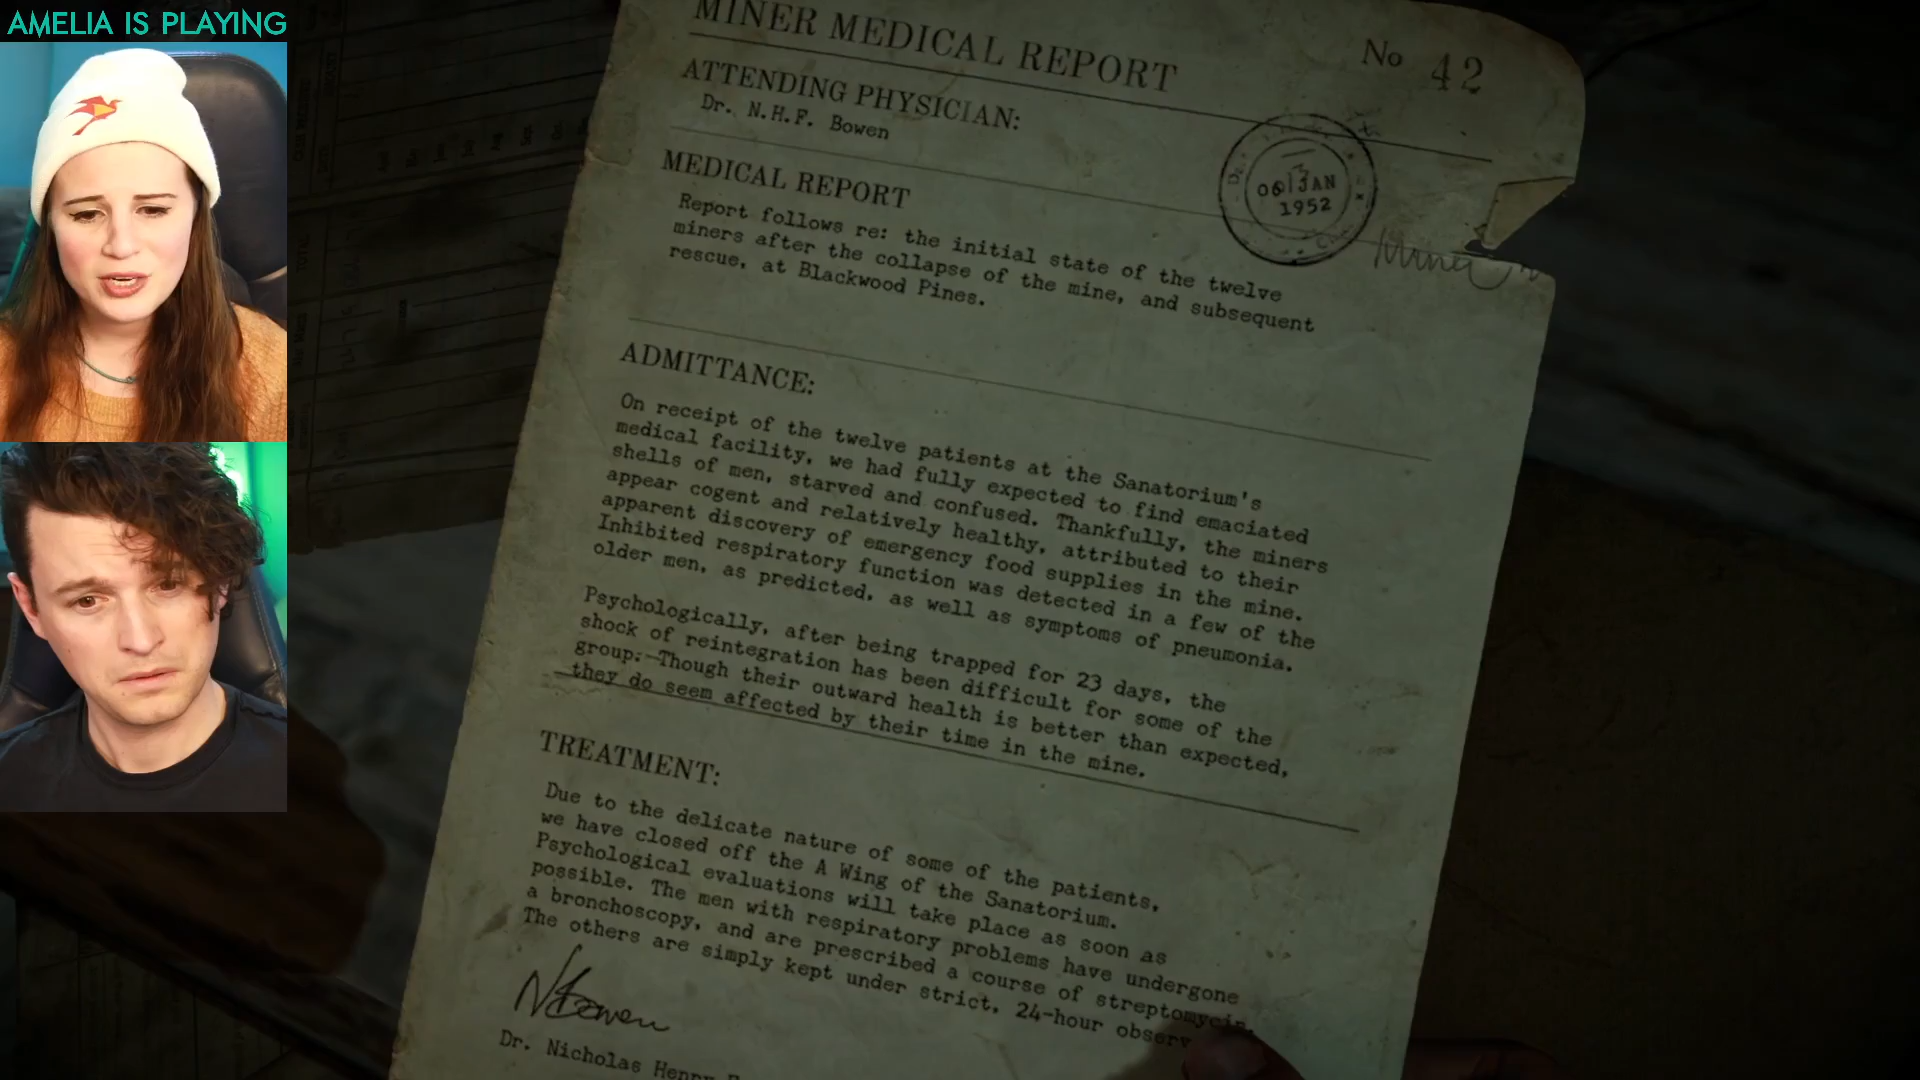 AMELIA IS PLAYING
MINER MEDICAL REPORT
No 42
ATTENDING PHYSICIAN:
Dr. N.H.F. Bowen
JAN
1952
MEDICAL REPORT
Report follows re: the initial state of the twelve
miners after the collapse of the mine, and subsequent
rescue, at Blackwood Pines.
Miner
ADMITTANCE:
On receipt of the twelve patients at the Sanatorium's
medical facility, we had fully expected to find emaciated
shells of men, starved and confused. Thankfully, the miners
appear cogent and relatively healthy, attributed to their
apparent discovery of emergency food supplies in the mine.
Inhibited respiratory function was detected in a few of the
older men, as predicted, as well as symptoms of pneumonia.
Psychologically, after being trapped for 23 days, the
shock of reintegration has been difficult for some of the
group. Though their outward health is better than expected,
they do seem affected by their time in the mine.
TREATMENT:
Due to the delicate nature of some of the patients,
we have closed off the A Wing of the Sanatorium.
Psychological evaluations will take place as soon as
possible. The men with respiratory problems have undergone
a bronchoscopy, and are prescribed a course of streptomycin.
The others are simply kept under strict, 24-hour observ
NBowen
Dr. Nicholas Henry